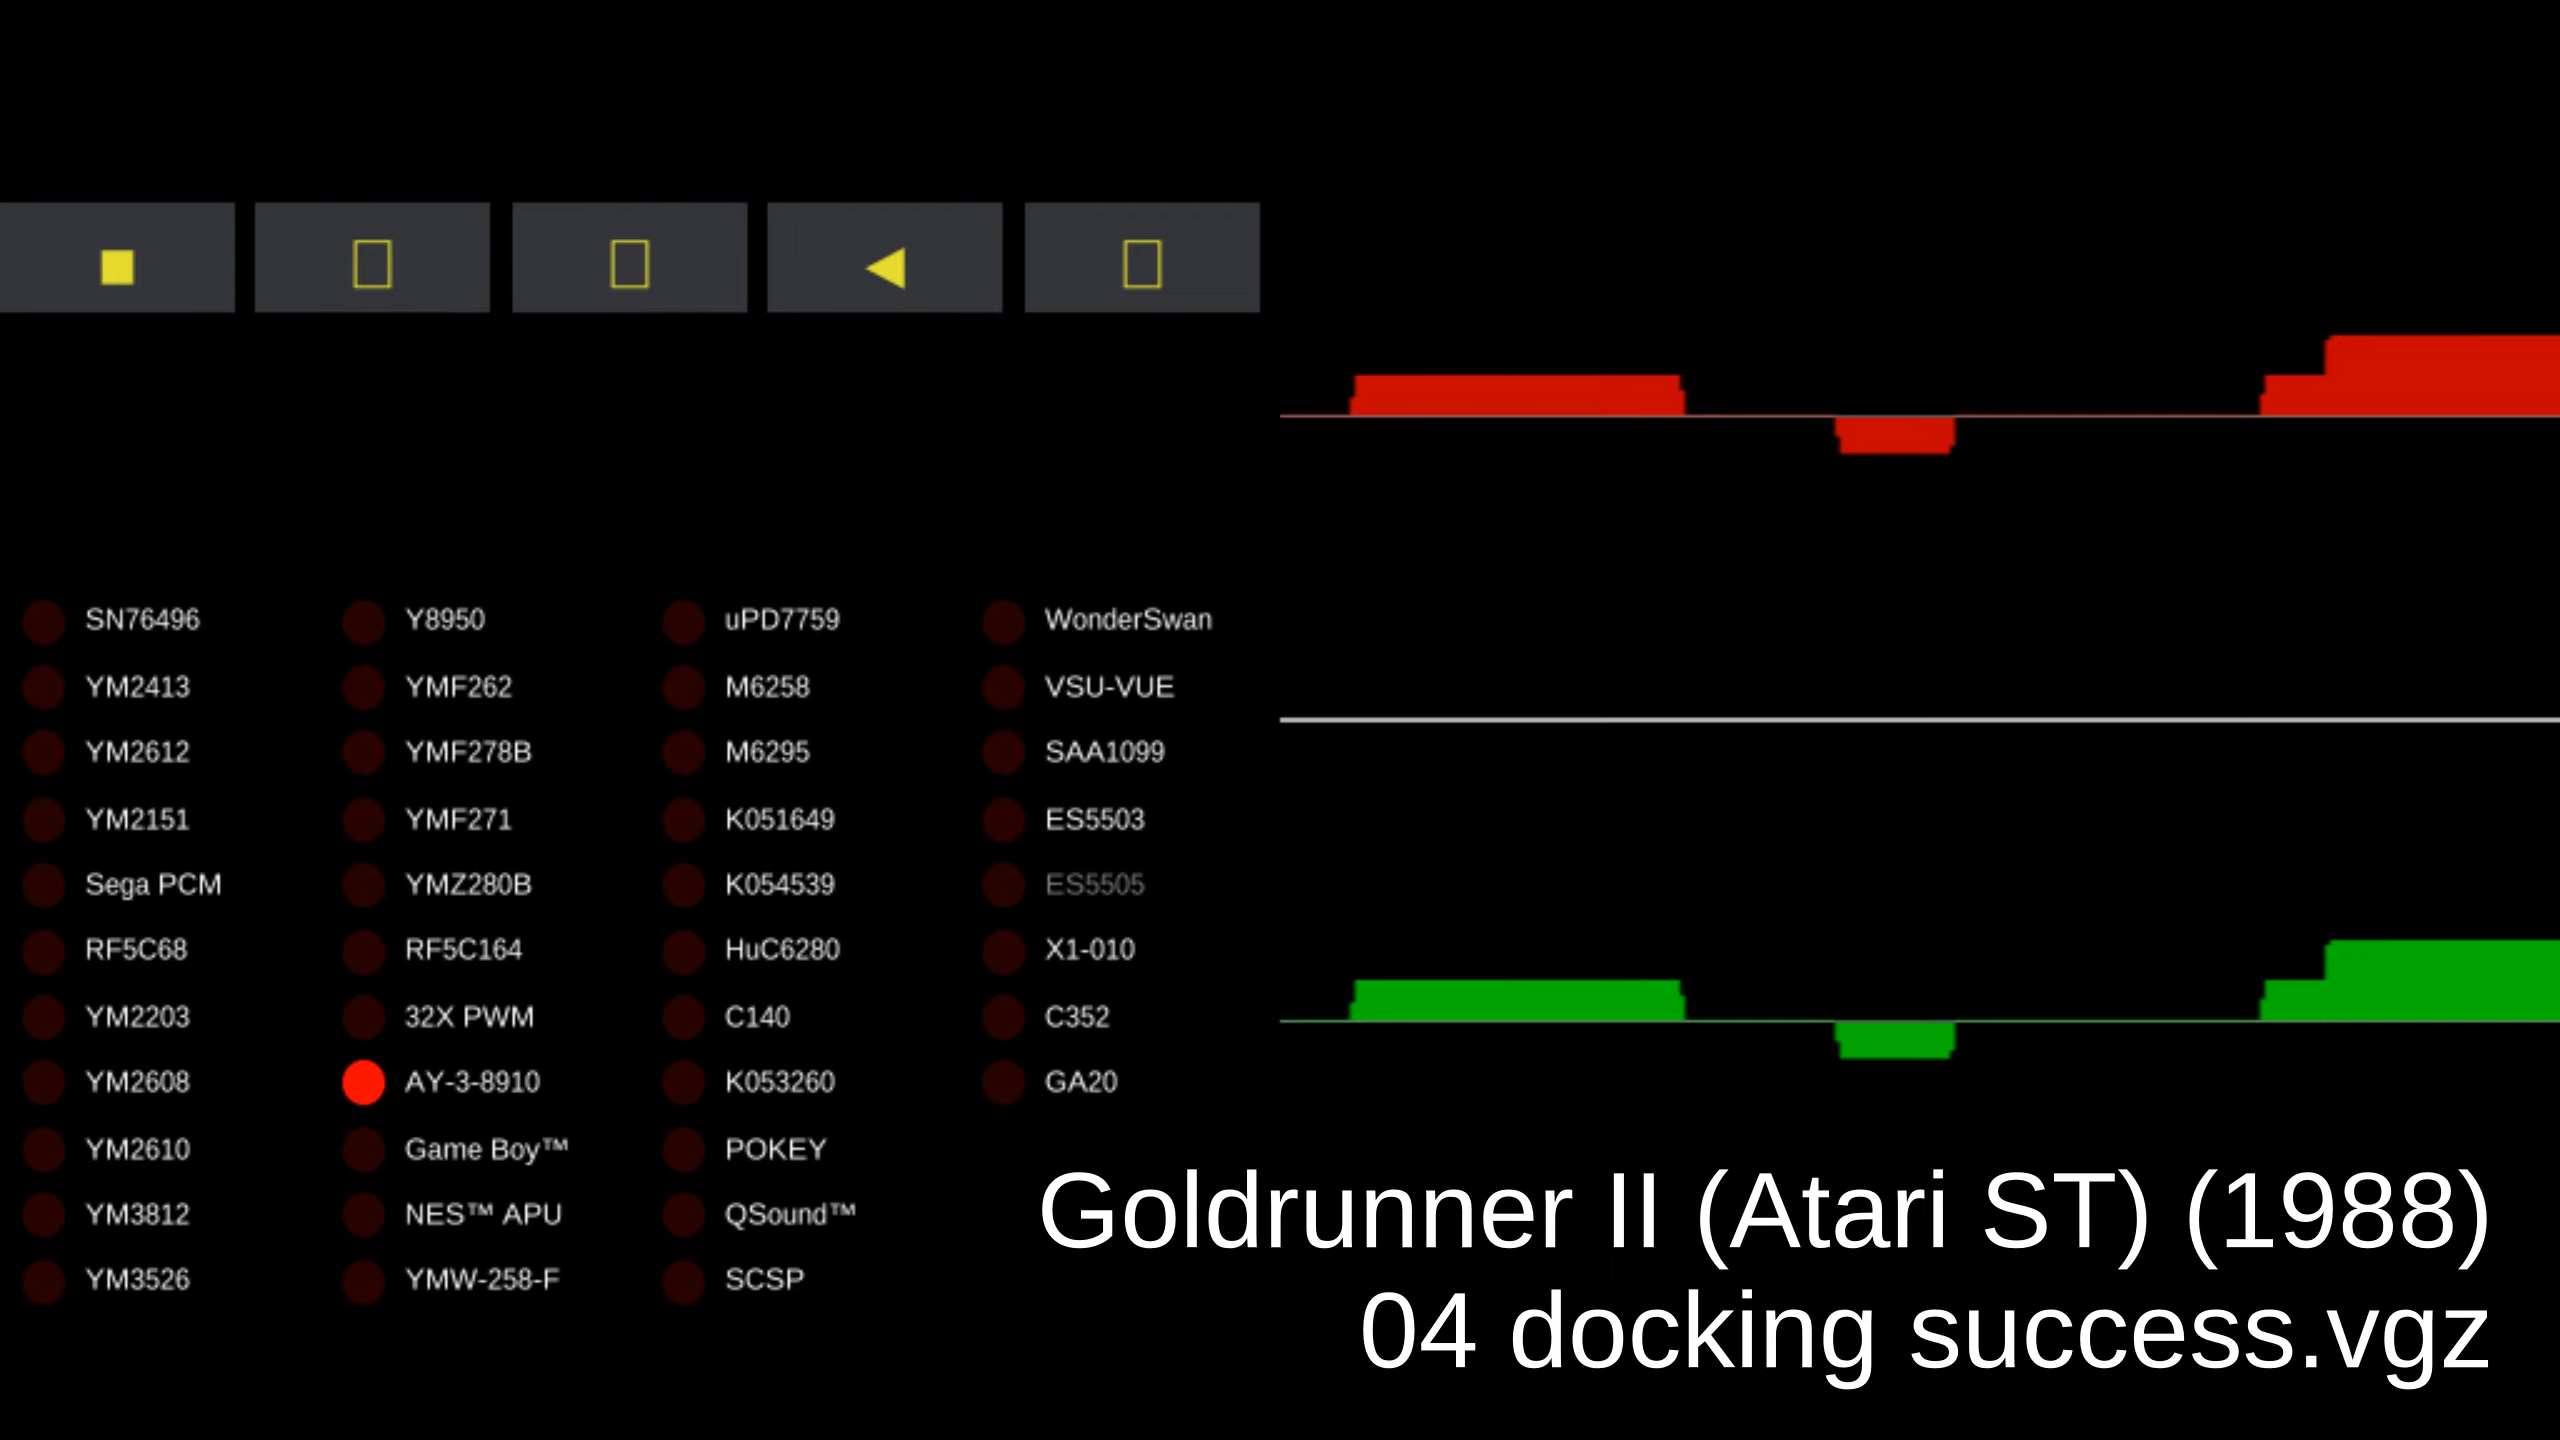 SN76496 Y8950 uPD7759 WonderSwan
YM2413 YMF262 M6258 VSU-VUE
YM2612 YMF278B M6295 SAA1099
YM2151 YMF271 K051649 ES5503
Sega PCM YMZ280B K054539 ES5505
RF5C68 RF5C164 HuC6280 X1-010
YM2203 32X PWM C140 C352
YM2608 AY-3-8910 K053260 GA20
YM2610 Game Boy™ POKEY
YM3812 NES™ APU QSound™
YM3526 YMW-258-F SCSP
Goldrunner II (Atari ST) (1988)
04 docking success.vgz